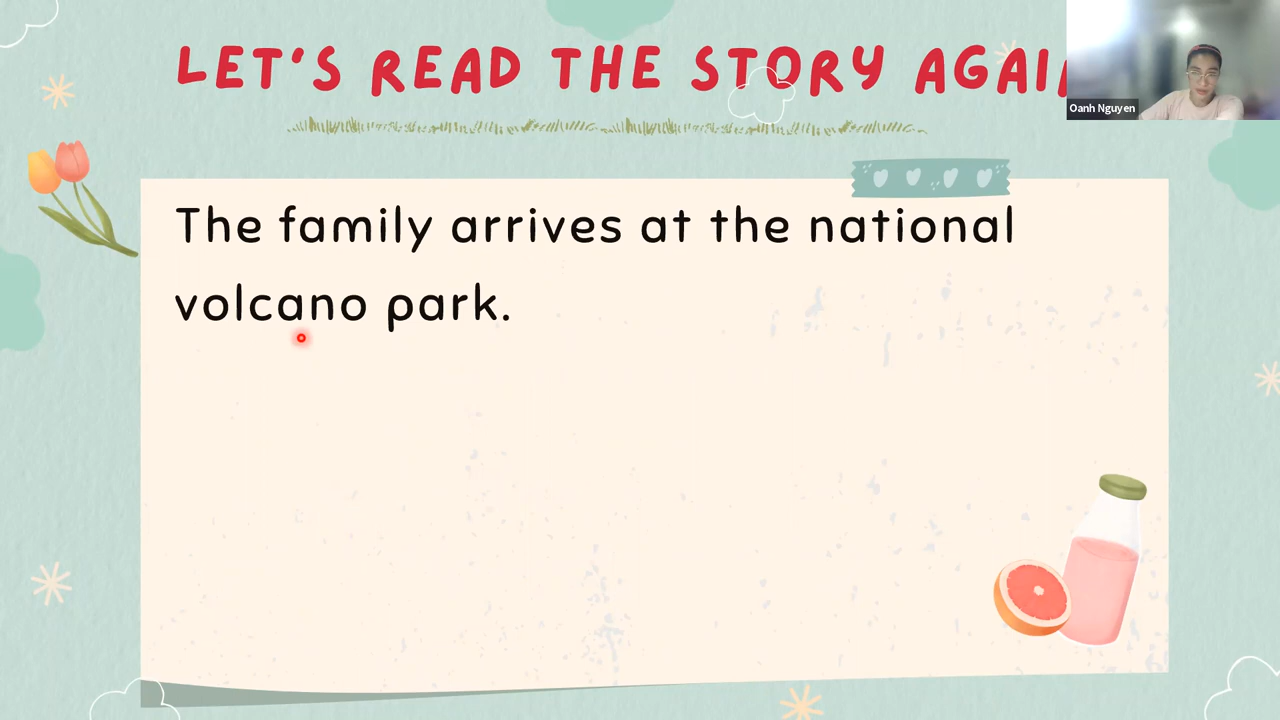 LET'S READ THE STORY AGAI
Oanh Nguyen
The family arrives at the national
volcano park.